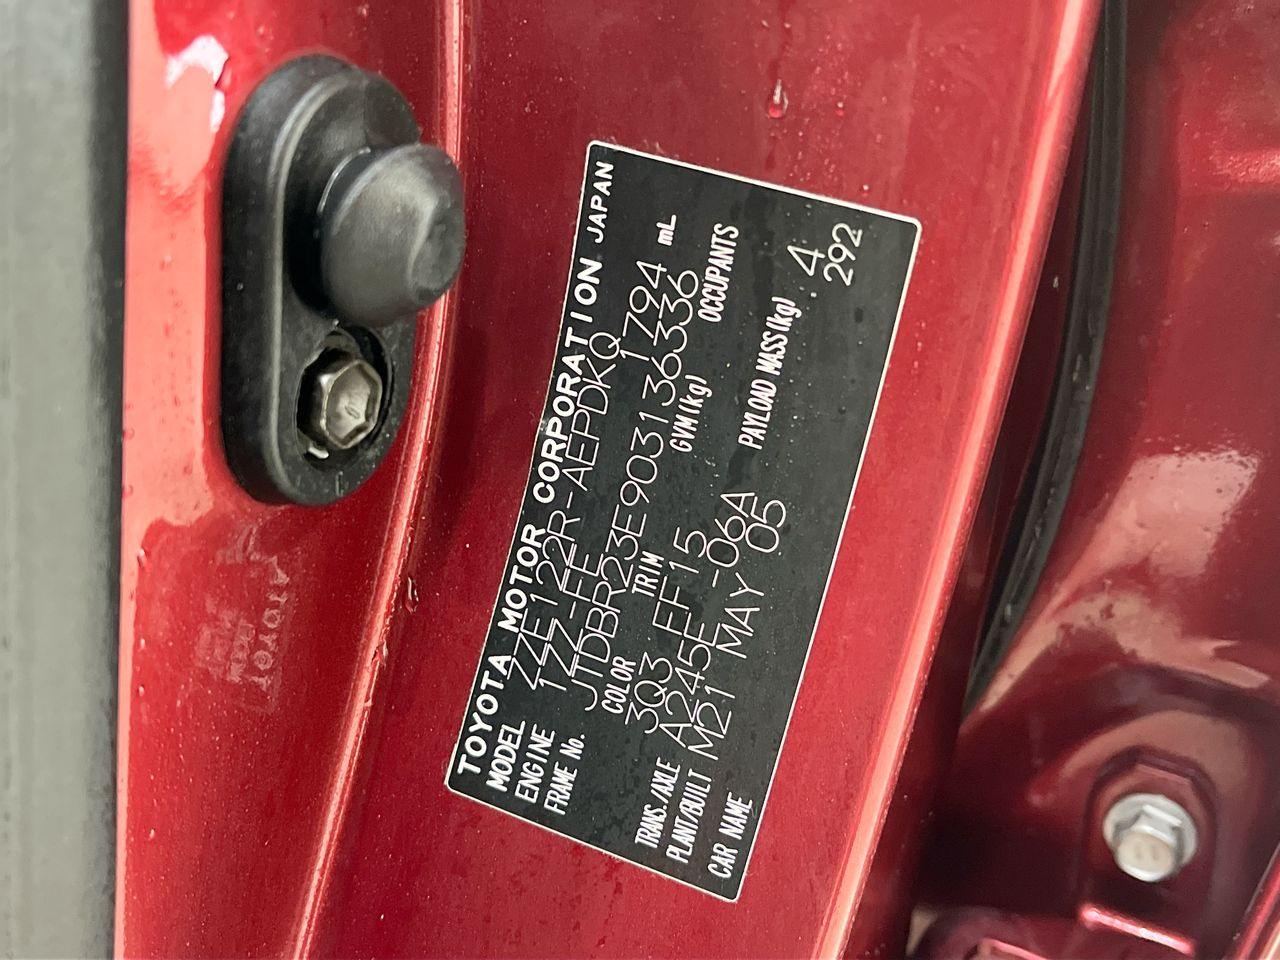 TOYOTA MOTOR CORPORATION JAPAN
MODEL ZZE122R-AEPDKQ
ENGINE 1ZZ-FE 1794 mL
FRAME No. JTDBR23E903136336
COLOR TRIM GVM(kg) OCCUPANTS
3Q3 FF15 4
TRANS./AXLE A245E -06A PAYLOAD MASS(kg) 292
PLANT/BUILT M21 MAY 05
CAR NAME